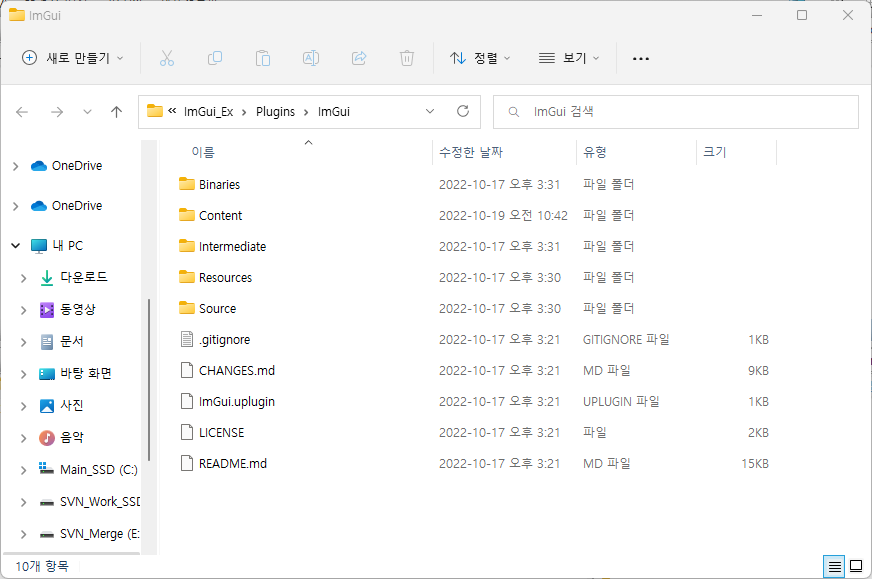 ImGui
새로 만들기 정렬 보기
« ImGui_Ex > Plugins > ImGui ImGui 검색
이름 수정한 날짜 유형 크기
OneDrive
OneDrive
내 PC
다운로드
동영상
문서
바탕 화면
사진
음악
Main_SSD (C:)
SVN_Work_SSD
SVN_Merge (E:
Binaries 2022-10-17 오후 3:31 파일 폴더
Content 2022-10-19 오전 10:42 파일 폴더
Intermediate 2022-10-17 오후 3:31 파일 폴더
Resources 2022-10-17 오후 3:30 파일 폴더
Source 2022-10-17 오후 3:30 파일 폴더
.gitignore 2022-10-17 오후 3:21 GITIGNORE 파일 1KB
CHANGES.md 2022-10-17 오후 3:21 MD 파일 9KB
ImGui.uplugin 2022-10-17 오후 3:21 UPLUGIN 파일 1KB
LICENSE 2022-10-17 오후 3:21 파일 2KB
README.md 2022-10-17 오후 3:21 MD 파일 15KB
10개 항목